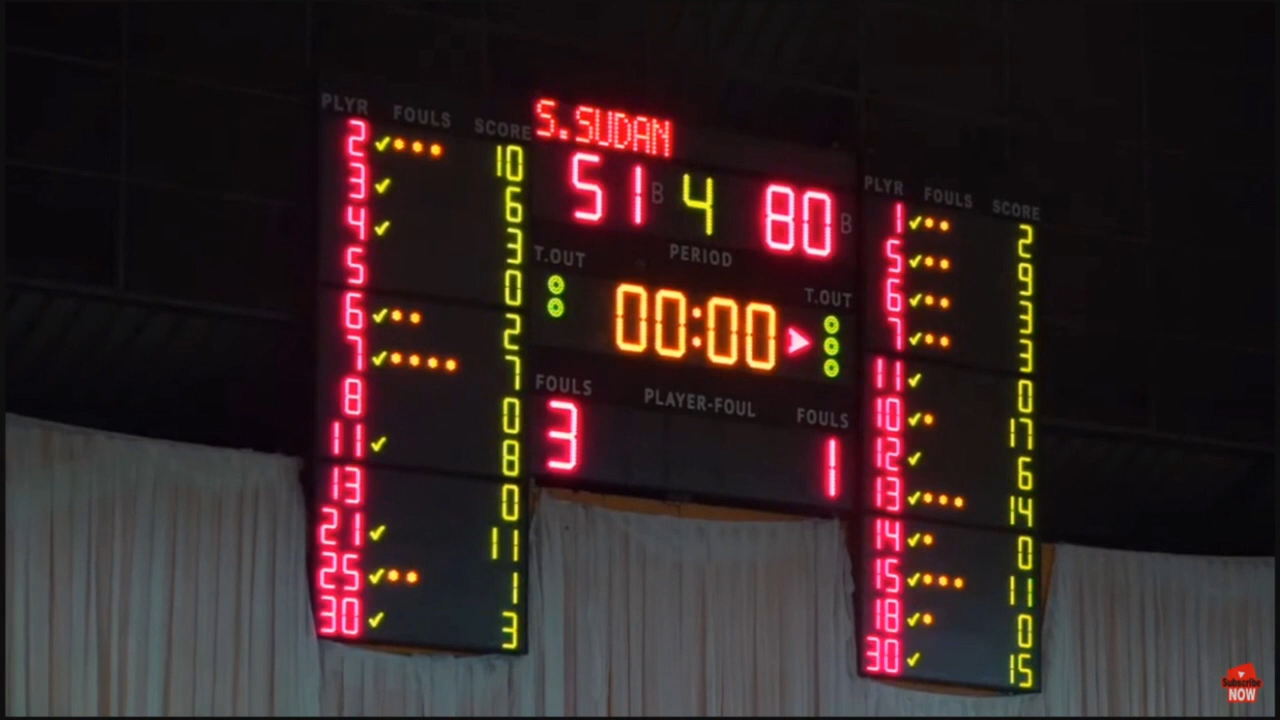 S.SUDAN
PLYR FOULS SCORE
2 ✓●●● 10
3 ✓ 6
4 ✓ 3
5 0
6 ✓●● 2
7 ✓●●●● 7
8 0
11 ✓ 8
13 0
21 ✓ 11
25 ✓●● 1
30 ✓ 3
51 B 4 80 B
PERIOD
T.OUT 00:00 T.OUT
FOULS PLAYER-FOUL FOULS
3 1
PLYR FOULS SCORE
1 ✓●● 2
5 ✓●● 9
6 ✓●● 3
7 ✓●● 3
11 ✓ 0
10 ✓● 17
12 ✓ 6
13 ✓●●● 14
14 ✓● 0
15 ✓●●● 11
18 ✓● 0
30 ✓ 15
Subscribe
NOW